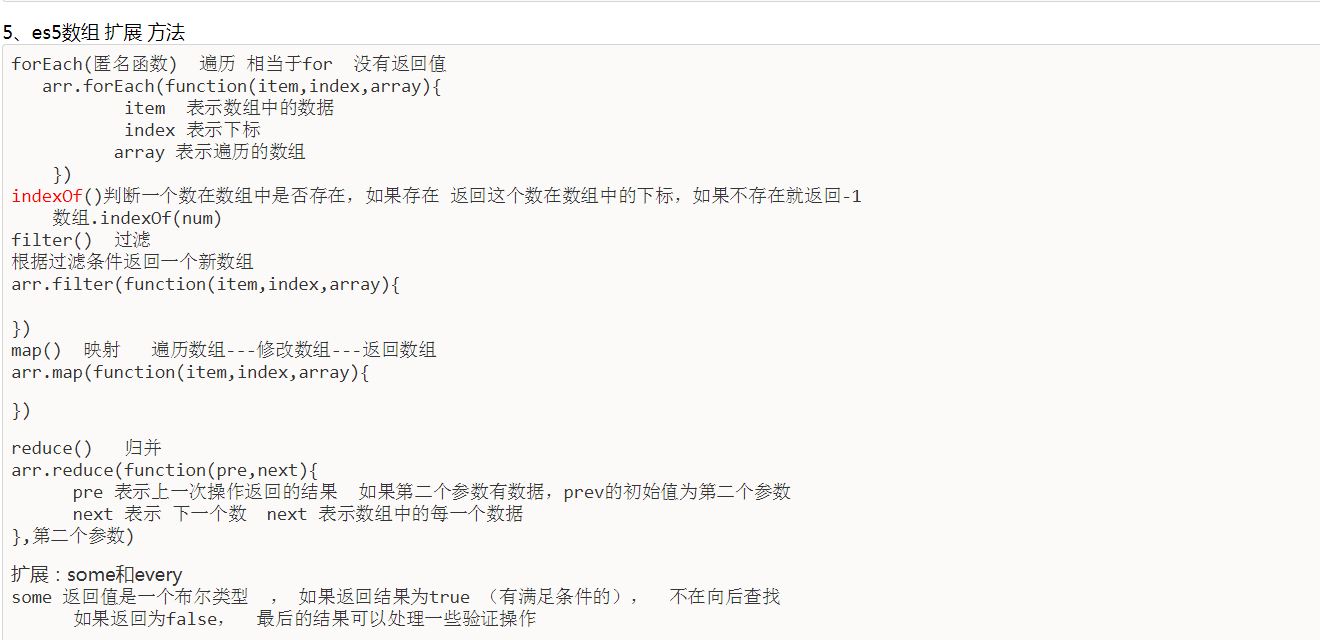 5、es5数组 扩展 方法
forEach(匿名函数)  遍历 相当于for  没有返回值
   arr.forEach(function(item,index,array){
           item  表示数组中的数据
           index 表示下标
          array 表示遍历的数组
    })
indexOf()判断一个数在数组中是否存在，如果存在 返回这个数在数组中的下标，如果不存在就返回-1
    数组.indexOf(num)
filter()  过滤
根据过滤条件返回一个新数组
arr.filter(function(item,index,array){
})
map()  映射   遍历数组---修改数组---返回数组
arr.map(function(item,index,array){
})
reduce()   归并
arr.reduce(function(pre,next){
      pre 表示上一次操作返回的结果  如果第二个参数有数据，prev的初始值为第二个参数
      next 表示 下一个数  next 表示数组中的每一个数据
},第二个参数)
扩展：some和every
some 返回值是一个布尔类型  ， 如果返回结果为true （有满足条件的），  不在向后查找
      如果返回为false，  最后的结果可以处理一些验证操作